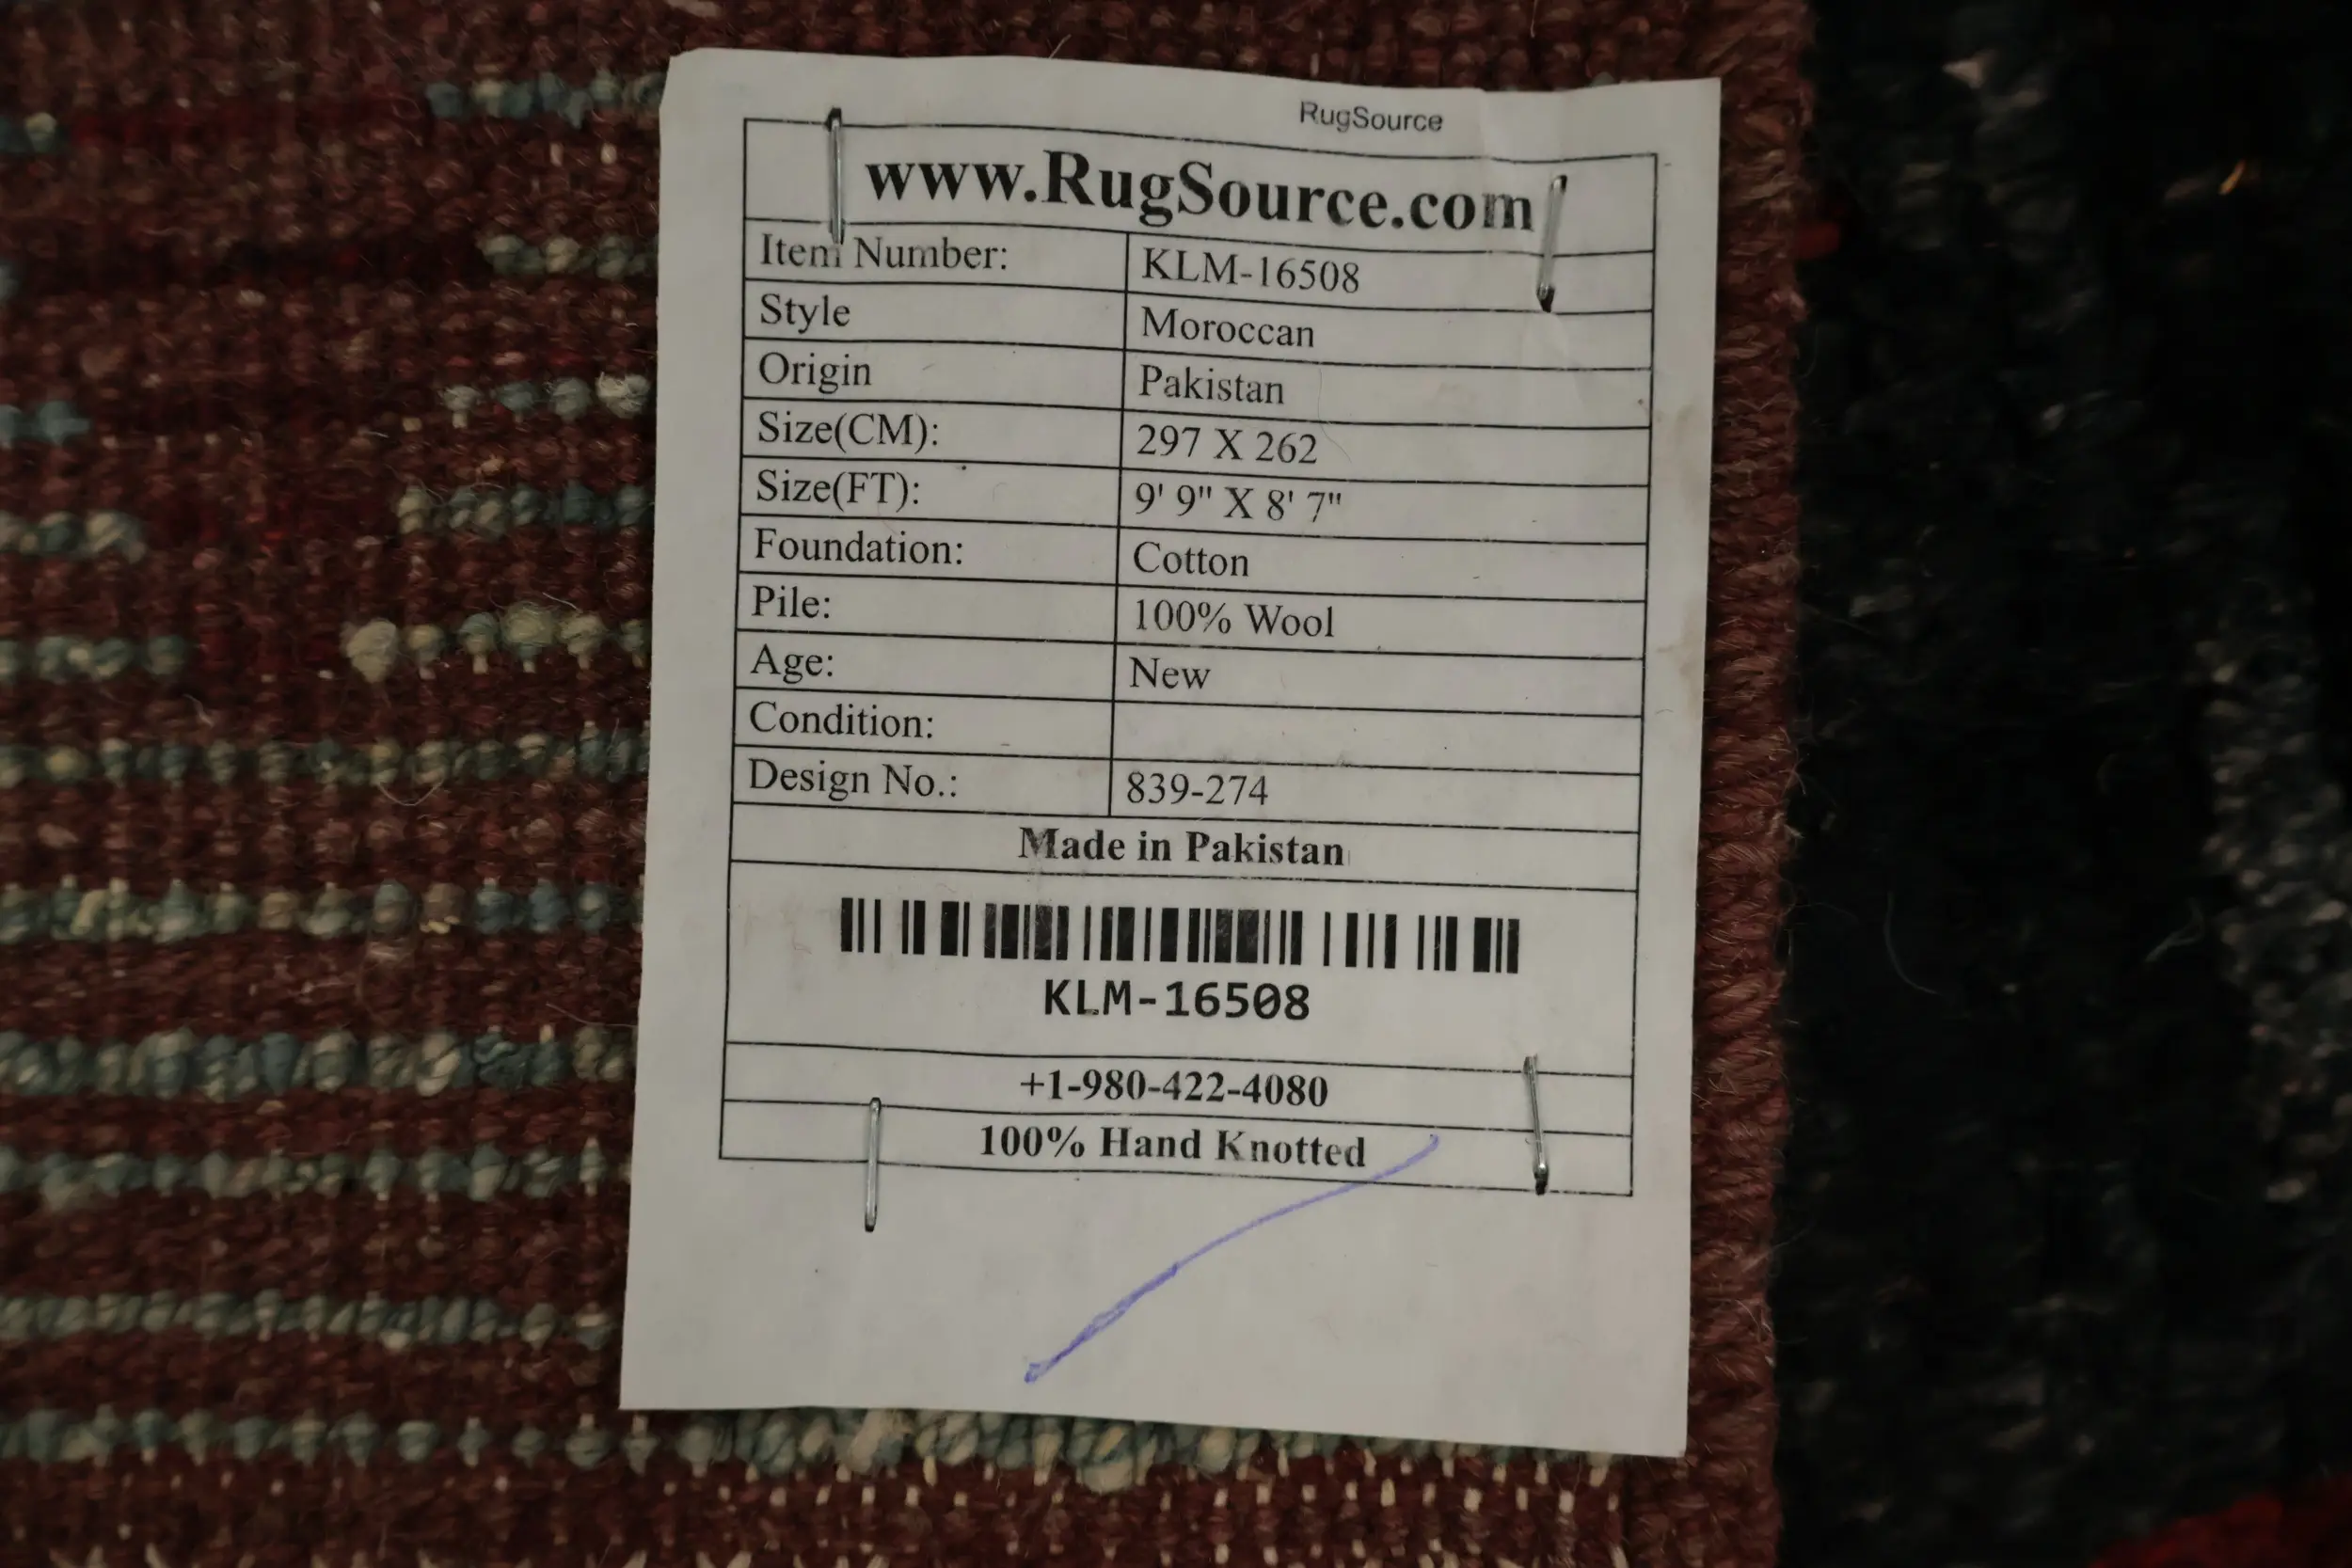 RugSource
www.RugSource.com
Item Number: KLM-16508
Style Moroccan
Origin Pakistan
Size(CM): 297 X 262
Size(FT): 9' 9" X 8' 7"
Foundation: Cotton
Pile: 100% Wool
Age: New
Condition:
Design No.: 839-274
Made in Pakistan
KLM-16508
+1-980-422-4080
100% Hand Knotted